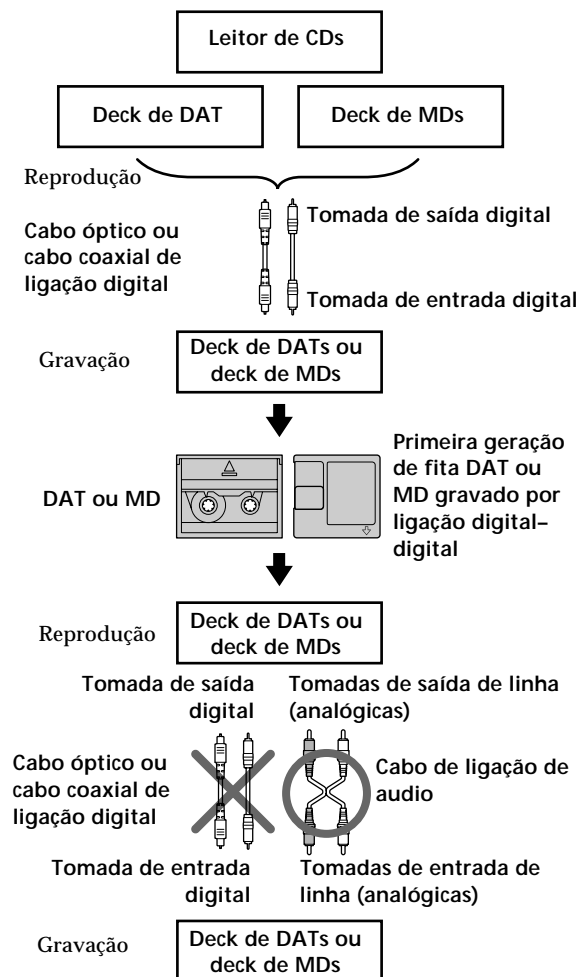 Leitor de CDs
Deck de DAT
Deck de MDs
Reprodução
Cabo óptico ou
cabo coaxial de
ligação digital
Tomada de saída digital
Tomada de entrada digital
Gravação
Deck de DATs ou
deck de MDs
DAT ou MD
Primeira geração
de fita DAT ou
MD gravado por
ligação digital–
digital
Reprodução
Deck de DATs ou
deck de MDs
Tomada de saída
digital
Tomadas de saída de linha
(analógicas)
Cabo óptico ou
cabo coaxial de
ligação digital
Cabo de ligação de
audio
Tomada de entrada
digital
Tomadas de entrada de
linha (analógicas)
Gravação
Deck de DATs ou
deck de MDs